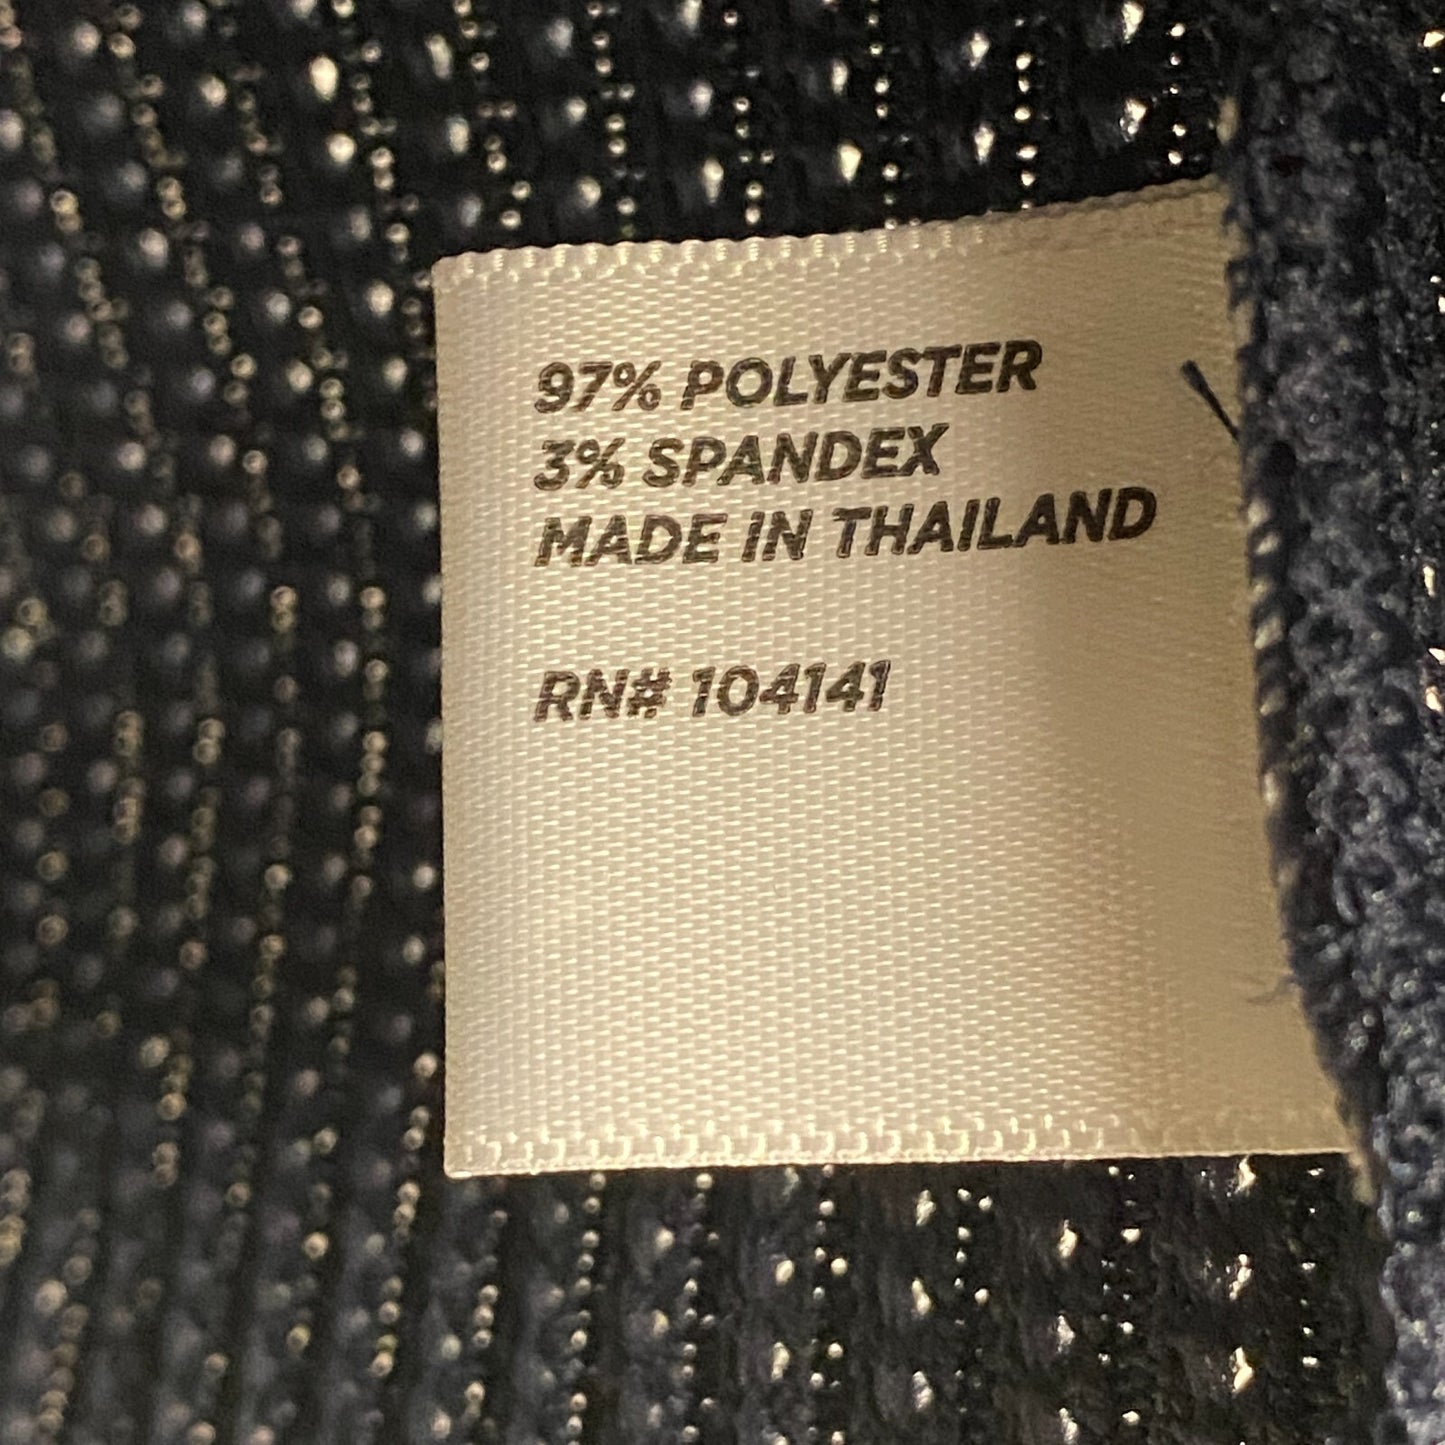 97% POLYESTER
3% SPANDEX
MADE IN THAILAND
RN# 104141